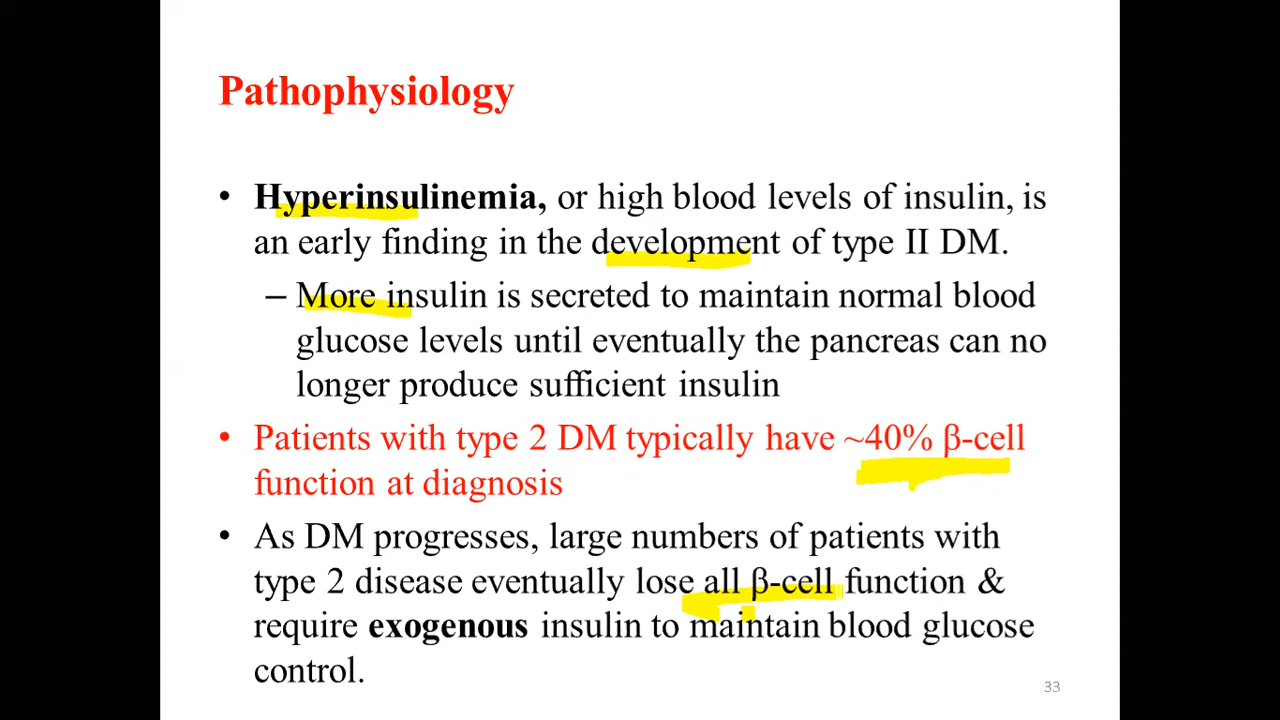 Pathophysiology
• Hyperinsulinemia, or high blood levels of insulin, is
an early finding in the development of type II DM.
– More insulin is secreted to maintain normal blood
glucose levels until eventually the pancreas can no
longer produce sufficient insulin
• Patients with type 2 DM typically have ~40% β-cell
function at diagnosis
• As DM progresses, large numbers of patients with
type 2 disease eventually lose all β-cell function &
require exogenous insulin to maintain blood glucose
control.
33